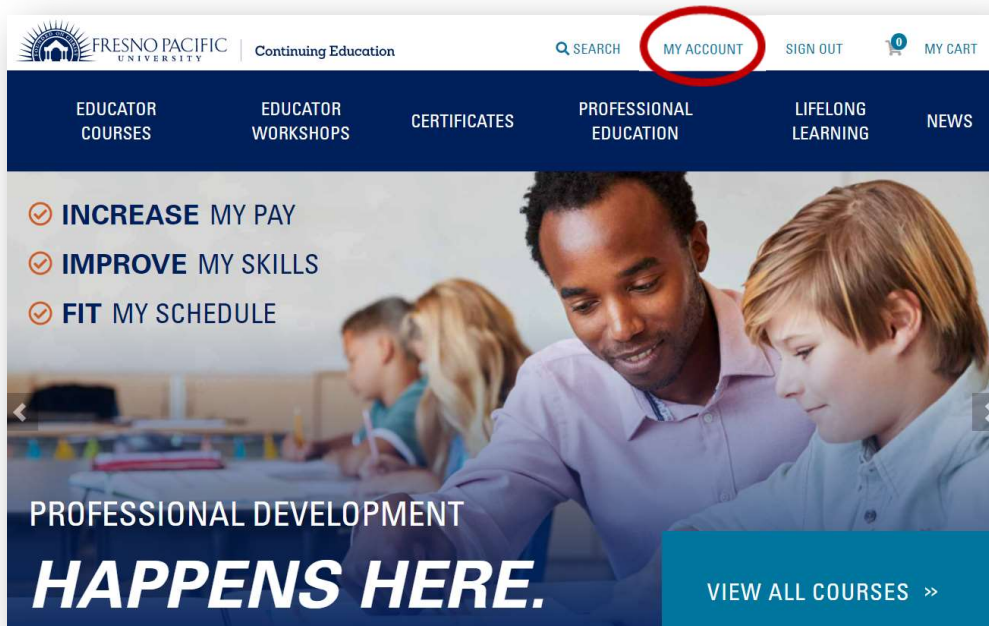 FRESNO PACIFIC
UNIVERSITY
Continuing Education
SEARCH
MY ACCOUNT
SIGN OUT
0
MY CART
EDUCATOR
COURSES
EDUCATOR
WORKSHOPS
CERTIFICATES
PROFESSIONAL
EDUCATION
LIFELONG
LEARNING
NEWS
INCREASE MY PAY
IMPROVE MY SKILLS
FIT MY SCHEDULE
PROFESSIONAL DEVELOPMENT
HAPPENS HERE.
VIEW ALL COURSES »